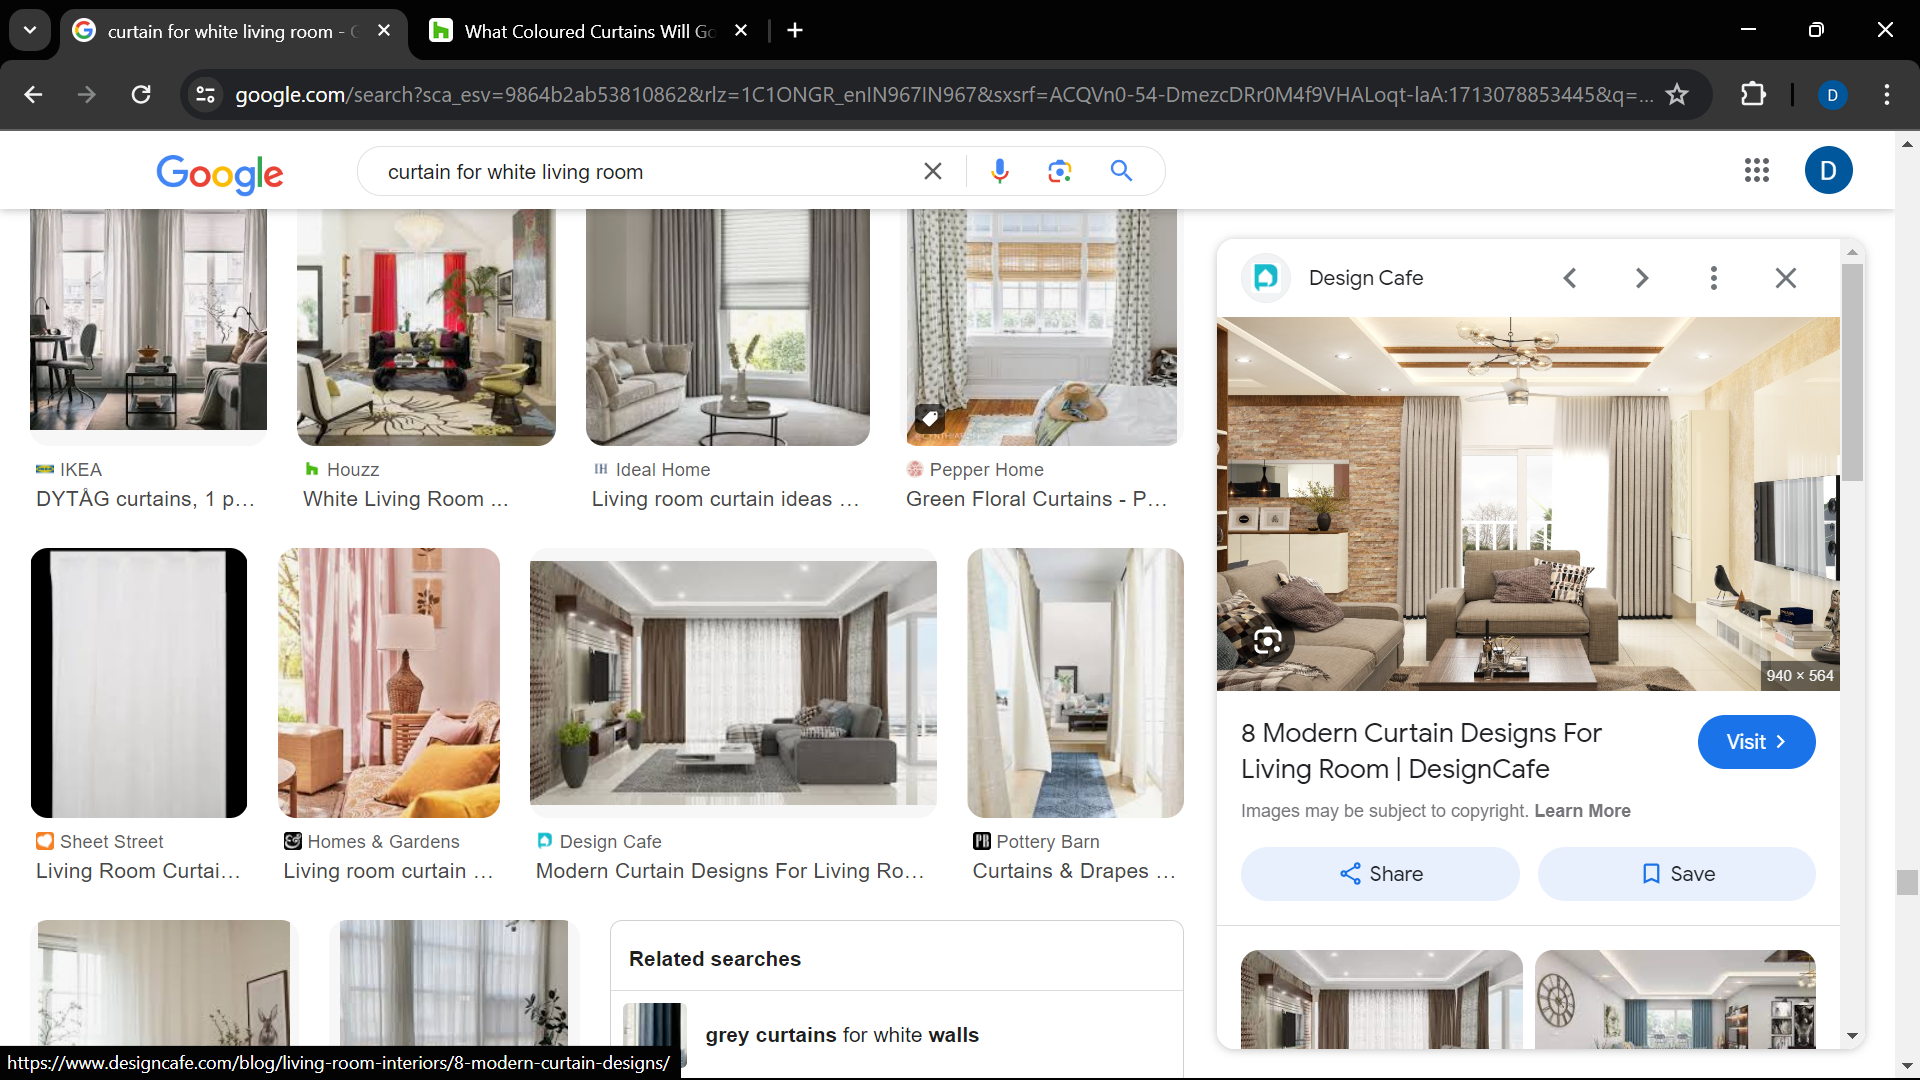 curtain for white living room - G
What Coloured Curtains Will Go
google.com/search?sca_esv=9864b2ab53810862&rlz=1C1ONGR_enIN967IN967&sxsrf=ACQVn0-54-DmezcDRr0M4f9VHALoqt-laA:1713078853445&q=...
D
Google
curtain for white living room
D
IKEA
DYTÅG curtains, 1 p...
Houzz
White Living Room ...
Ideal Home
Living room curtain ideas ...
Pepper Home
Green Floral Curtains - P...
Sheet Street
Living Room Curtai...
Homes & Gardens
Living room curtain ...
Design Cafe
Modern Curtain Designs For Living Ro...
Pottery Barn
Curtains & Drapes ...
Related searches
grey curtains for white walls
Design Cafe
940 × 564
8 Modern Curtain Designs For
Living Room | DesignCafe
Visit
Images may be subject to copyright. Learn More
Share
Save
https://www.designcafe.com/blog/living-room-interiors/8-modern-curtain-designs/